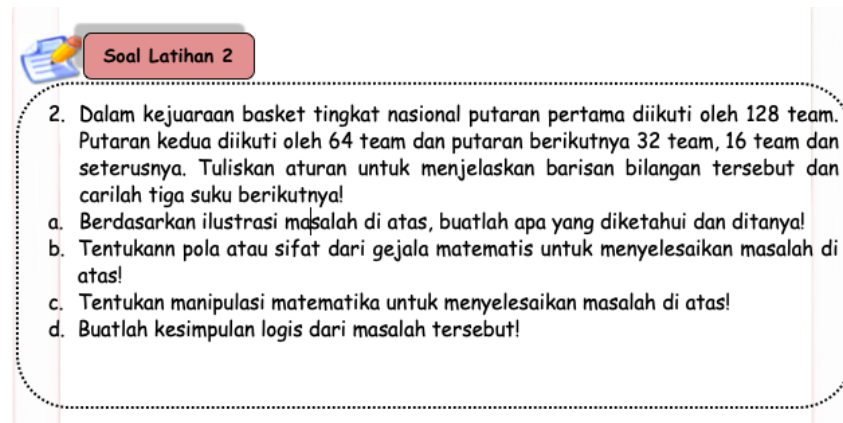 Soal Latihan 2
2. Dalam kejuaraan basket tingkat nasional putaran pertama diikuti oleh 128 team.
Putaran kedua diikuti oleh 64 team dan putaran berikutnya 32 team, 16 team dan
seterusnya. Tuliskan aturan untuk menjelaskan barisan bilangan tersebut dan
carilah tiga suku berikutnya!
a. Berdasarkan ilustrasi masalah di atas, buatlah apa yang diketahui dan ditanya!
b. Tentukann pola atau sifat dari gejala matematis untuk menyelesaikan masalah di
atas!
c. Tentukan manipulasi matematika untuk menyelesaikan masalah di atas!
d. Buatlah kesimpulan logis dari masalah tersebut!